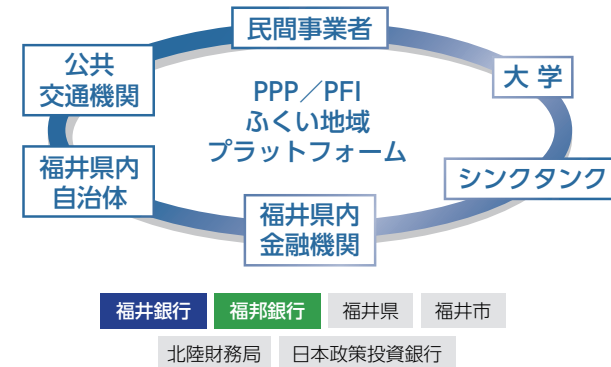 民間事業者
公共
交通機関
大 学
PPP／PFI
ふくい地域
プラットフォーム
福井県内
自治体
シンクタンク
福井県内
金融機関
福井銀行
福邦銀行
福井県
福井市
北陸財務局
日本政策投資銀行